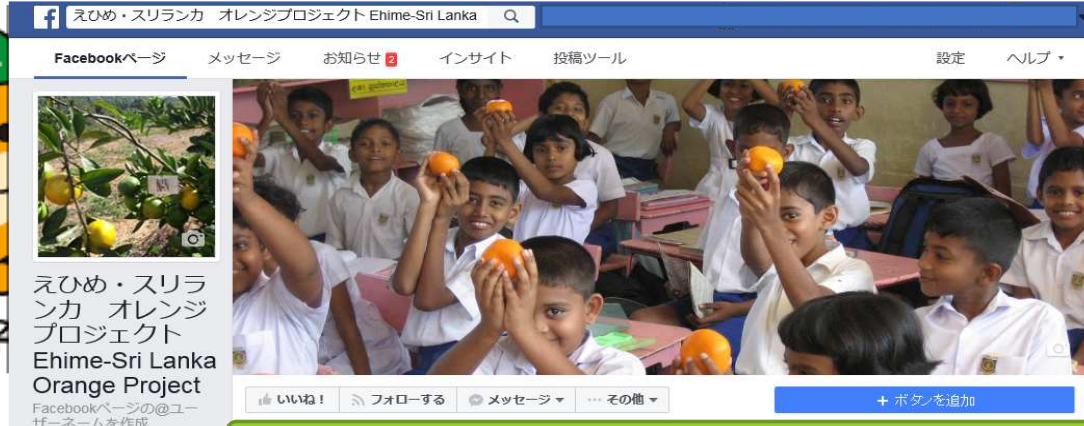 えひめ・スリランカ　オレンジプロジェクト Ehime-Sri Lanka
Facebookページ メッセージ お知らせ 2 インサイト 投稿ツール 設定 ヘルプ
えひめ・スリラ
ンカ　オレンジ
プロジェクト
Ehime-Sri Lanka
Orange Project
Facebookページの@ユー
ザーネームを作成
いいね！ フォローする メッセージ その他 + ボタンを追加